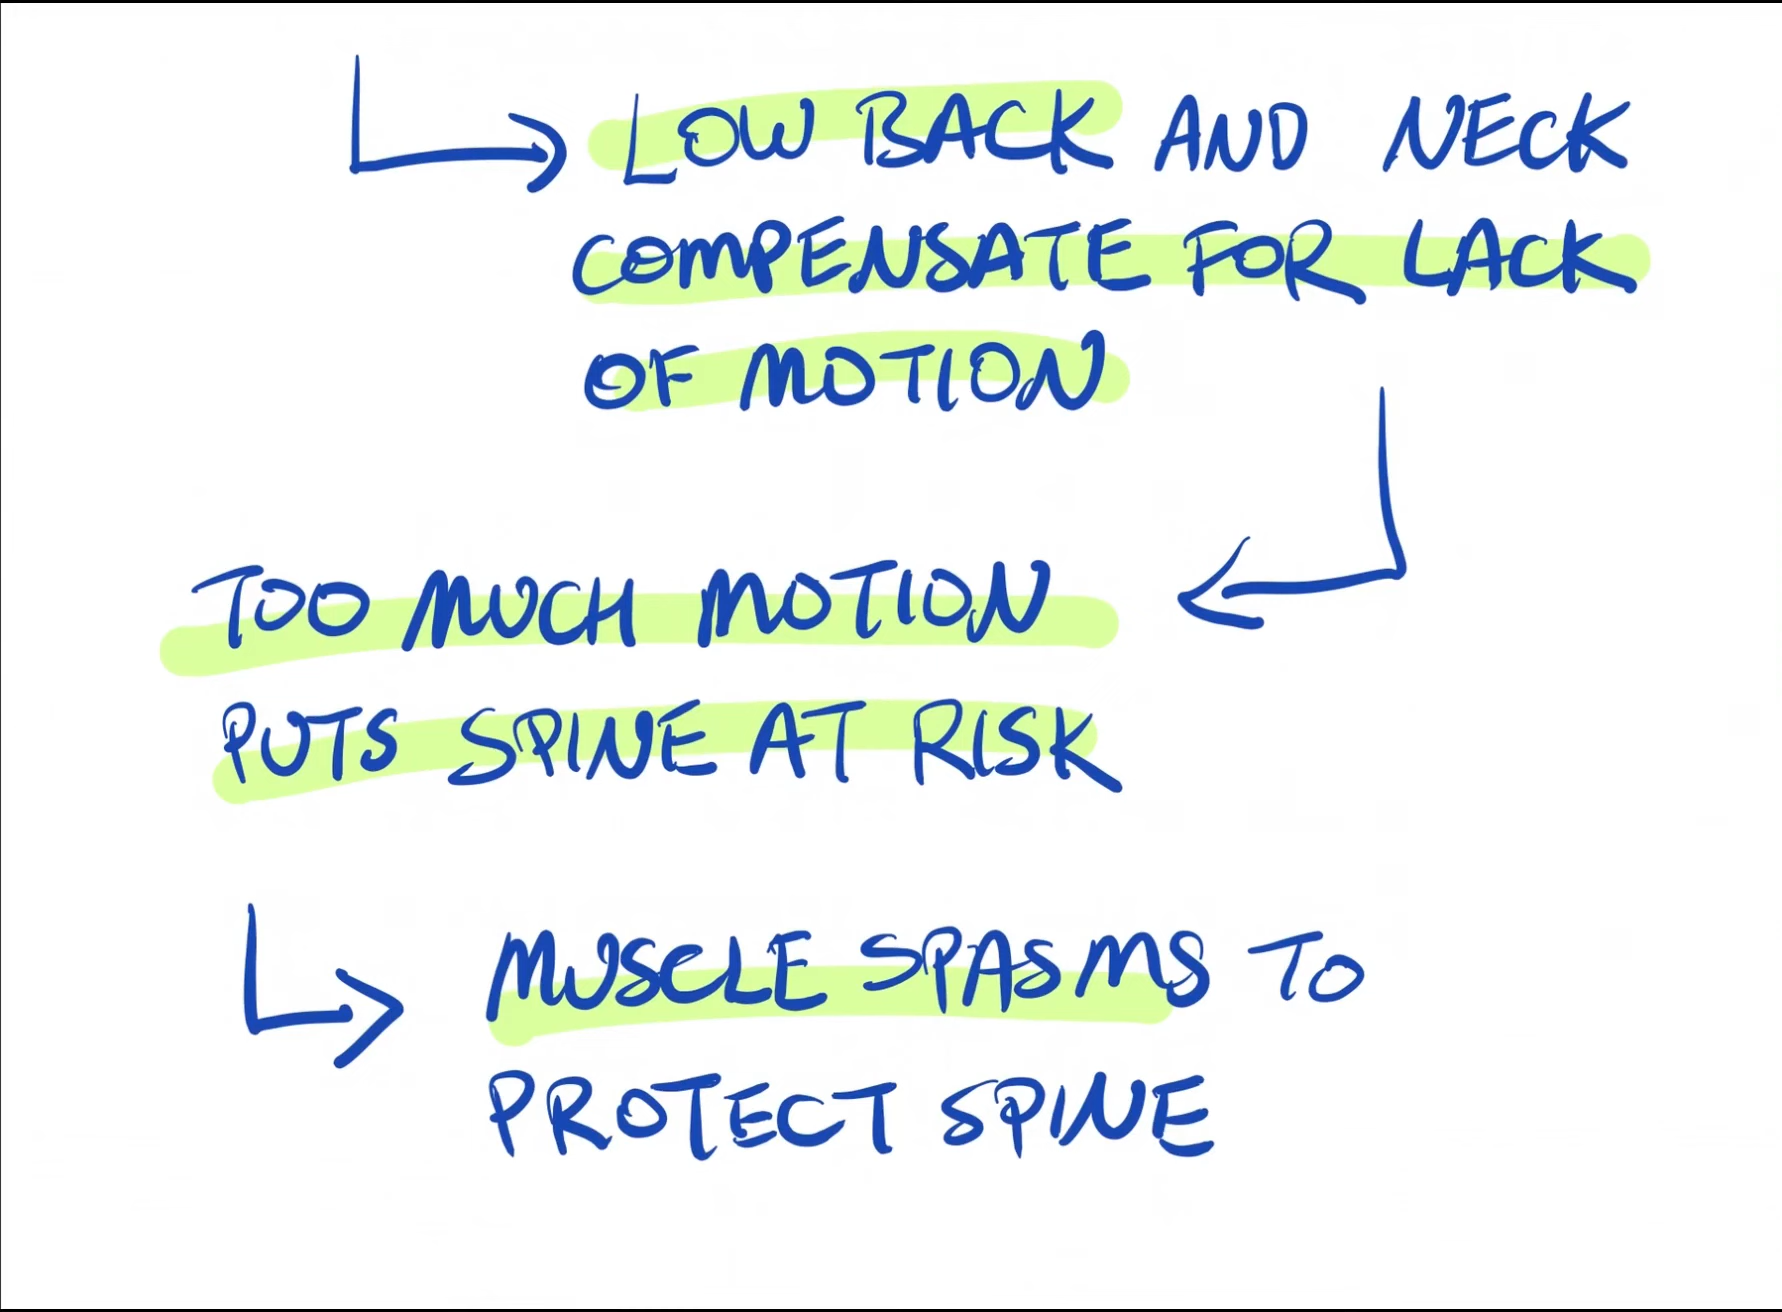 LOW BACK AND NECK
COMPENSATE FOR LACK
OF MOTION
TOO MUCH MOTION
PUTS SPINE AT RISK
MUSCLE SPASMS TO
PROTECT SPINE